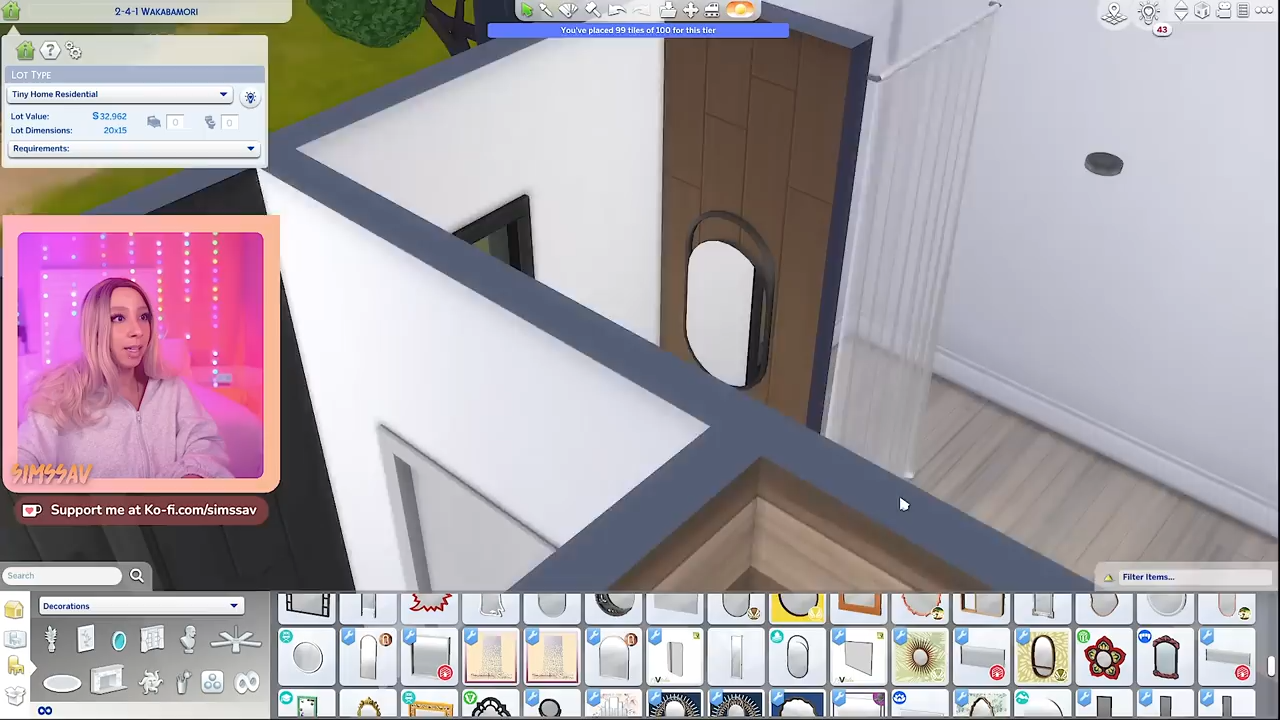 2-4-1 Wakabamori
You've placed 99 tiles of 100 for this tier
43
Lot Type
Tiny Home Residential
Lot Value: §32,962
0
0
Lot Dimensions: 20x15
Requirements:
SIMSSAV
Support me at Ko-fi.com/simssav
Search
Filter Items...
Decorations